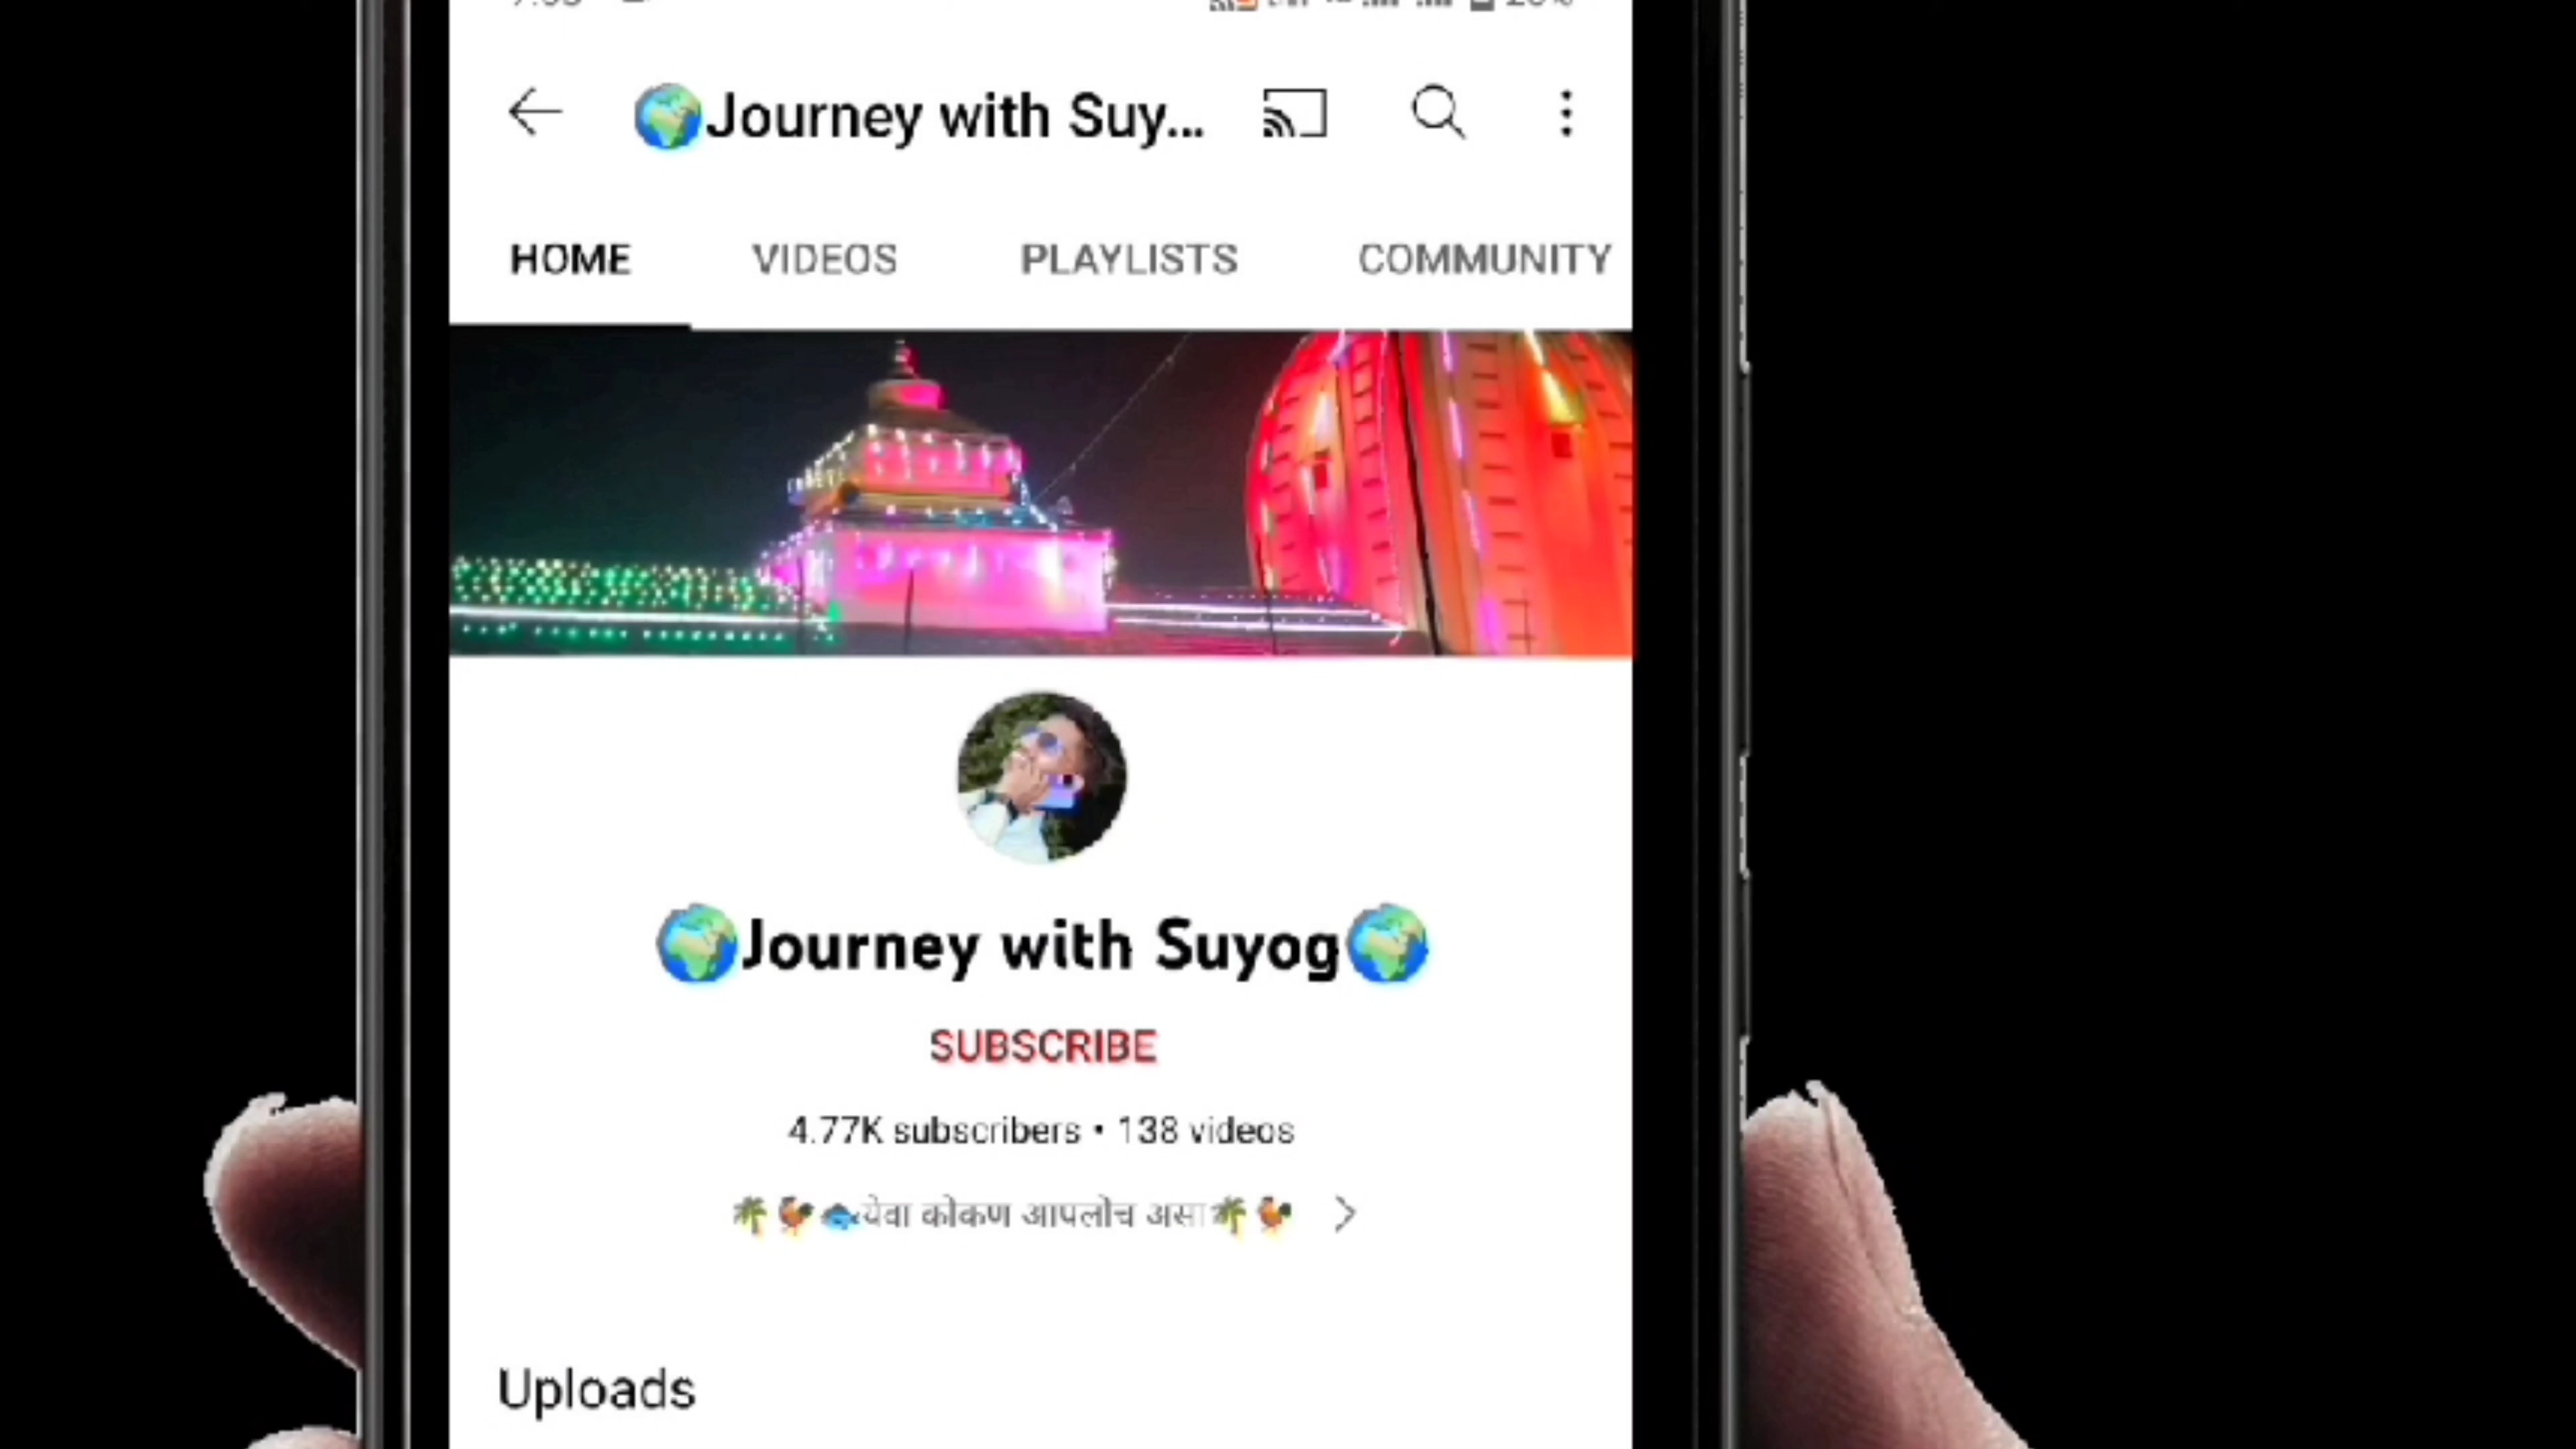 🌍Journey with Suy...
HOME VIDEOS PLAYLISTS COMMUNITY
🌍Journey with Suyog🌍
SUBSCRIBE
4.77K subscribers • 138 videos
🌴🐓🐟येवा कोकण आपलोच असा🌴🐓
Uploads